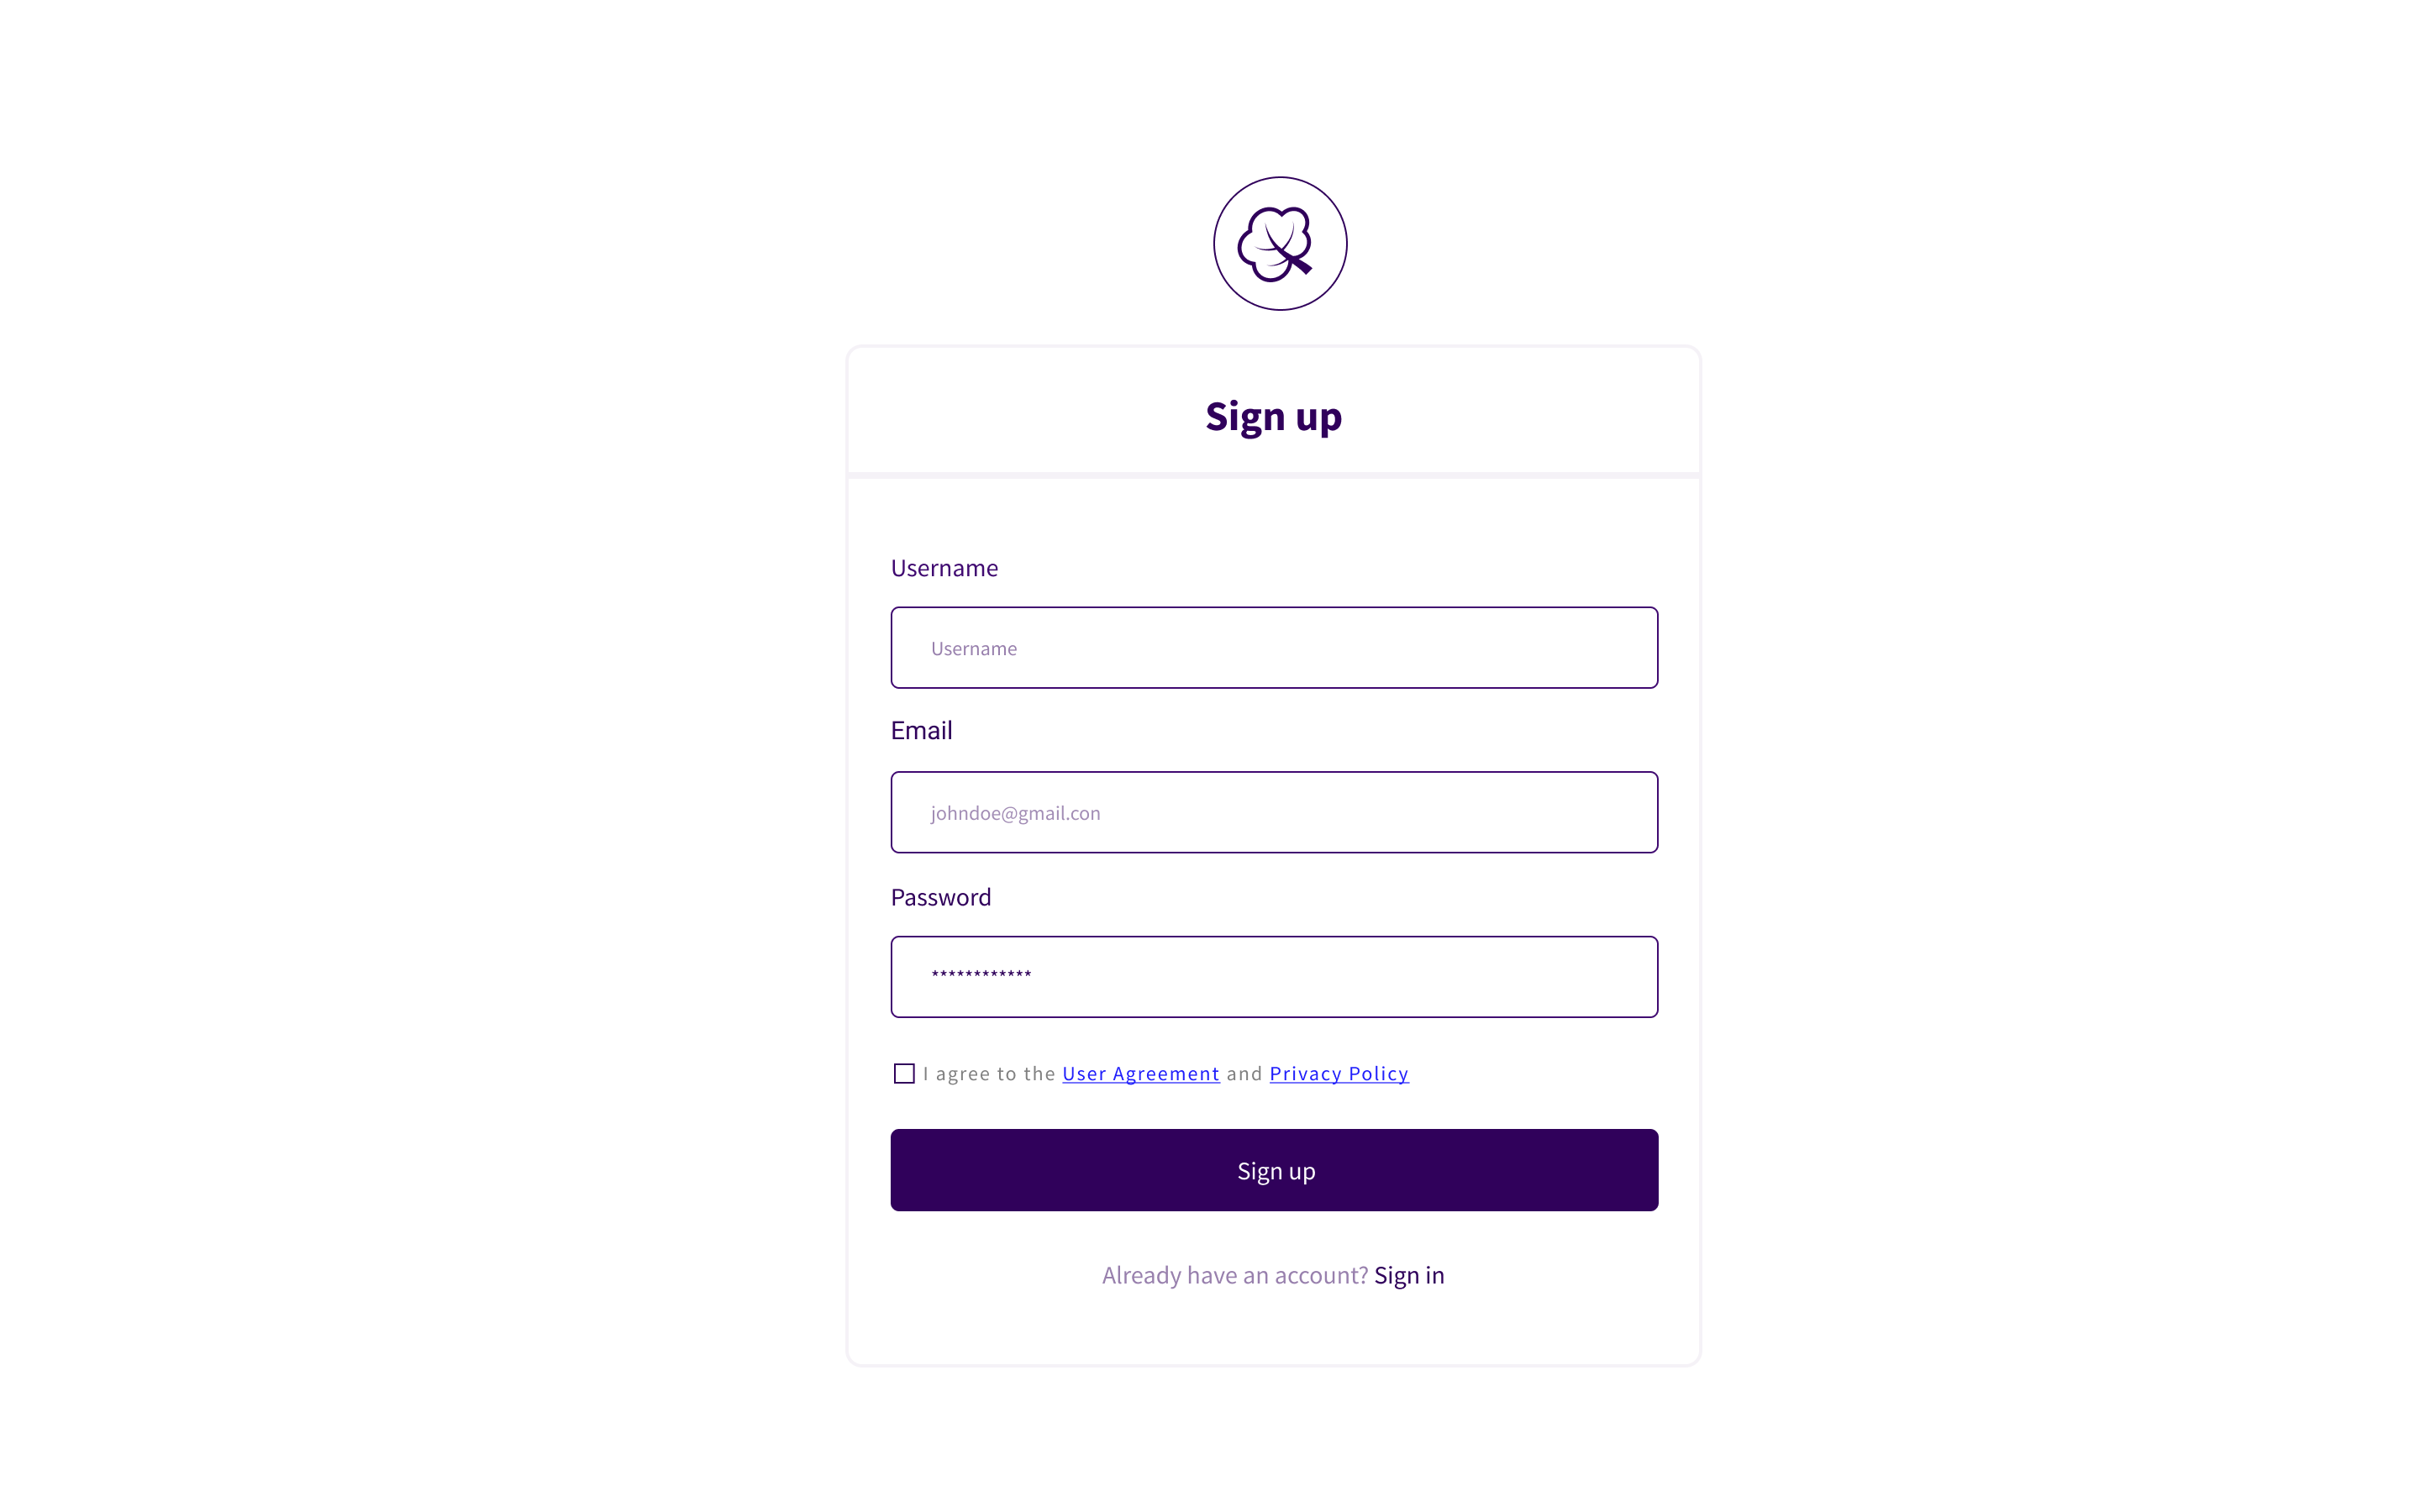 Sign up
Username
Username
Email
johndoe@gmail.con
Password
************
I agree to the User Agreement and Privacy Policy
Sign up
Already have an account? Sign in